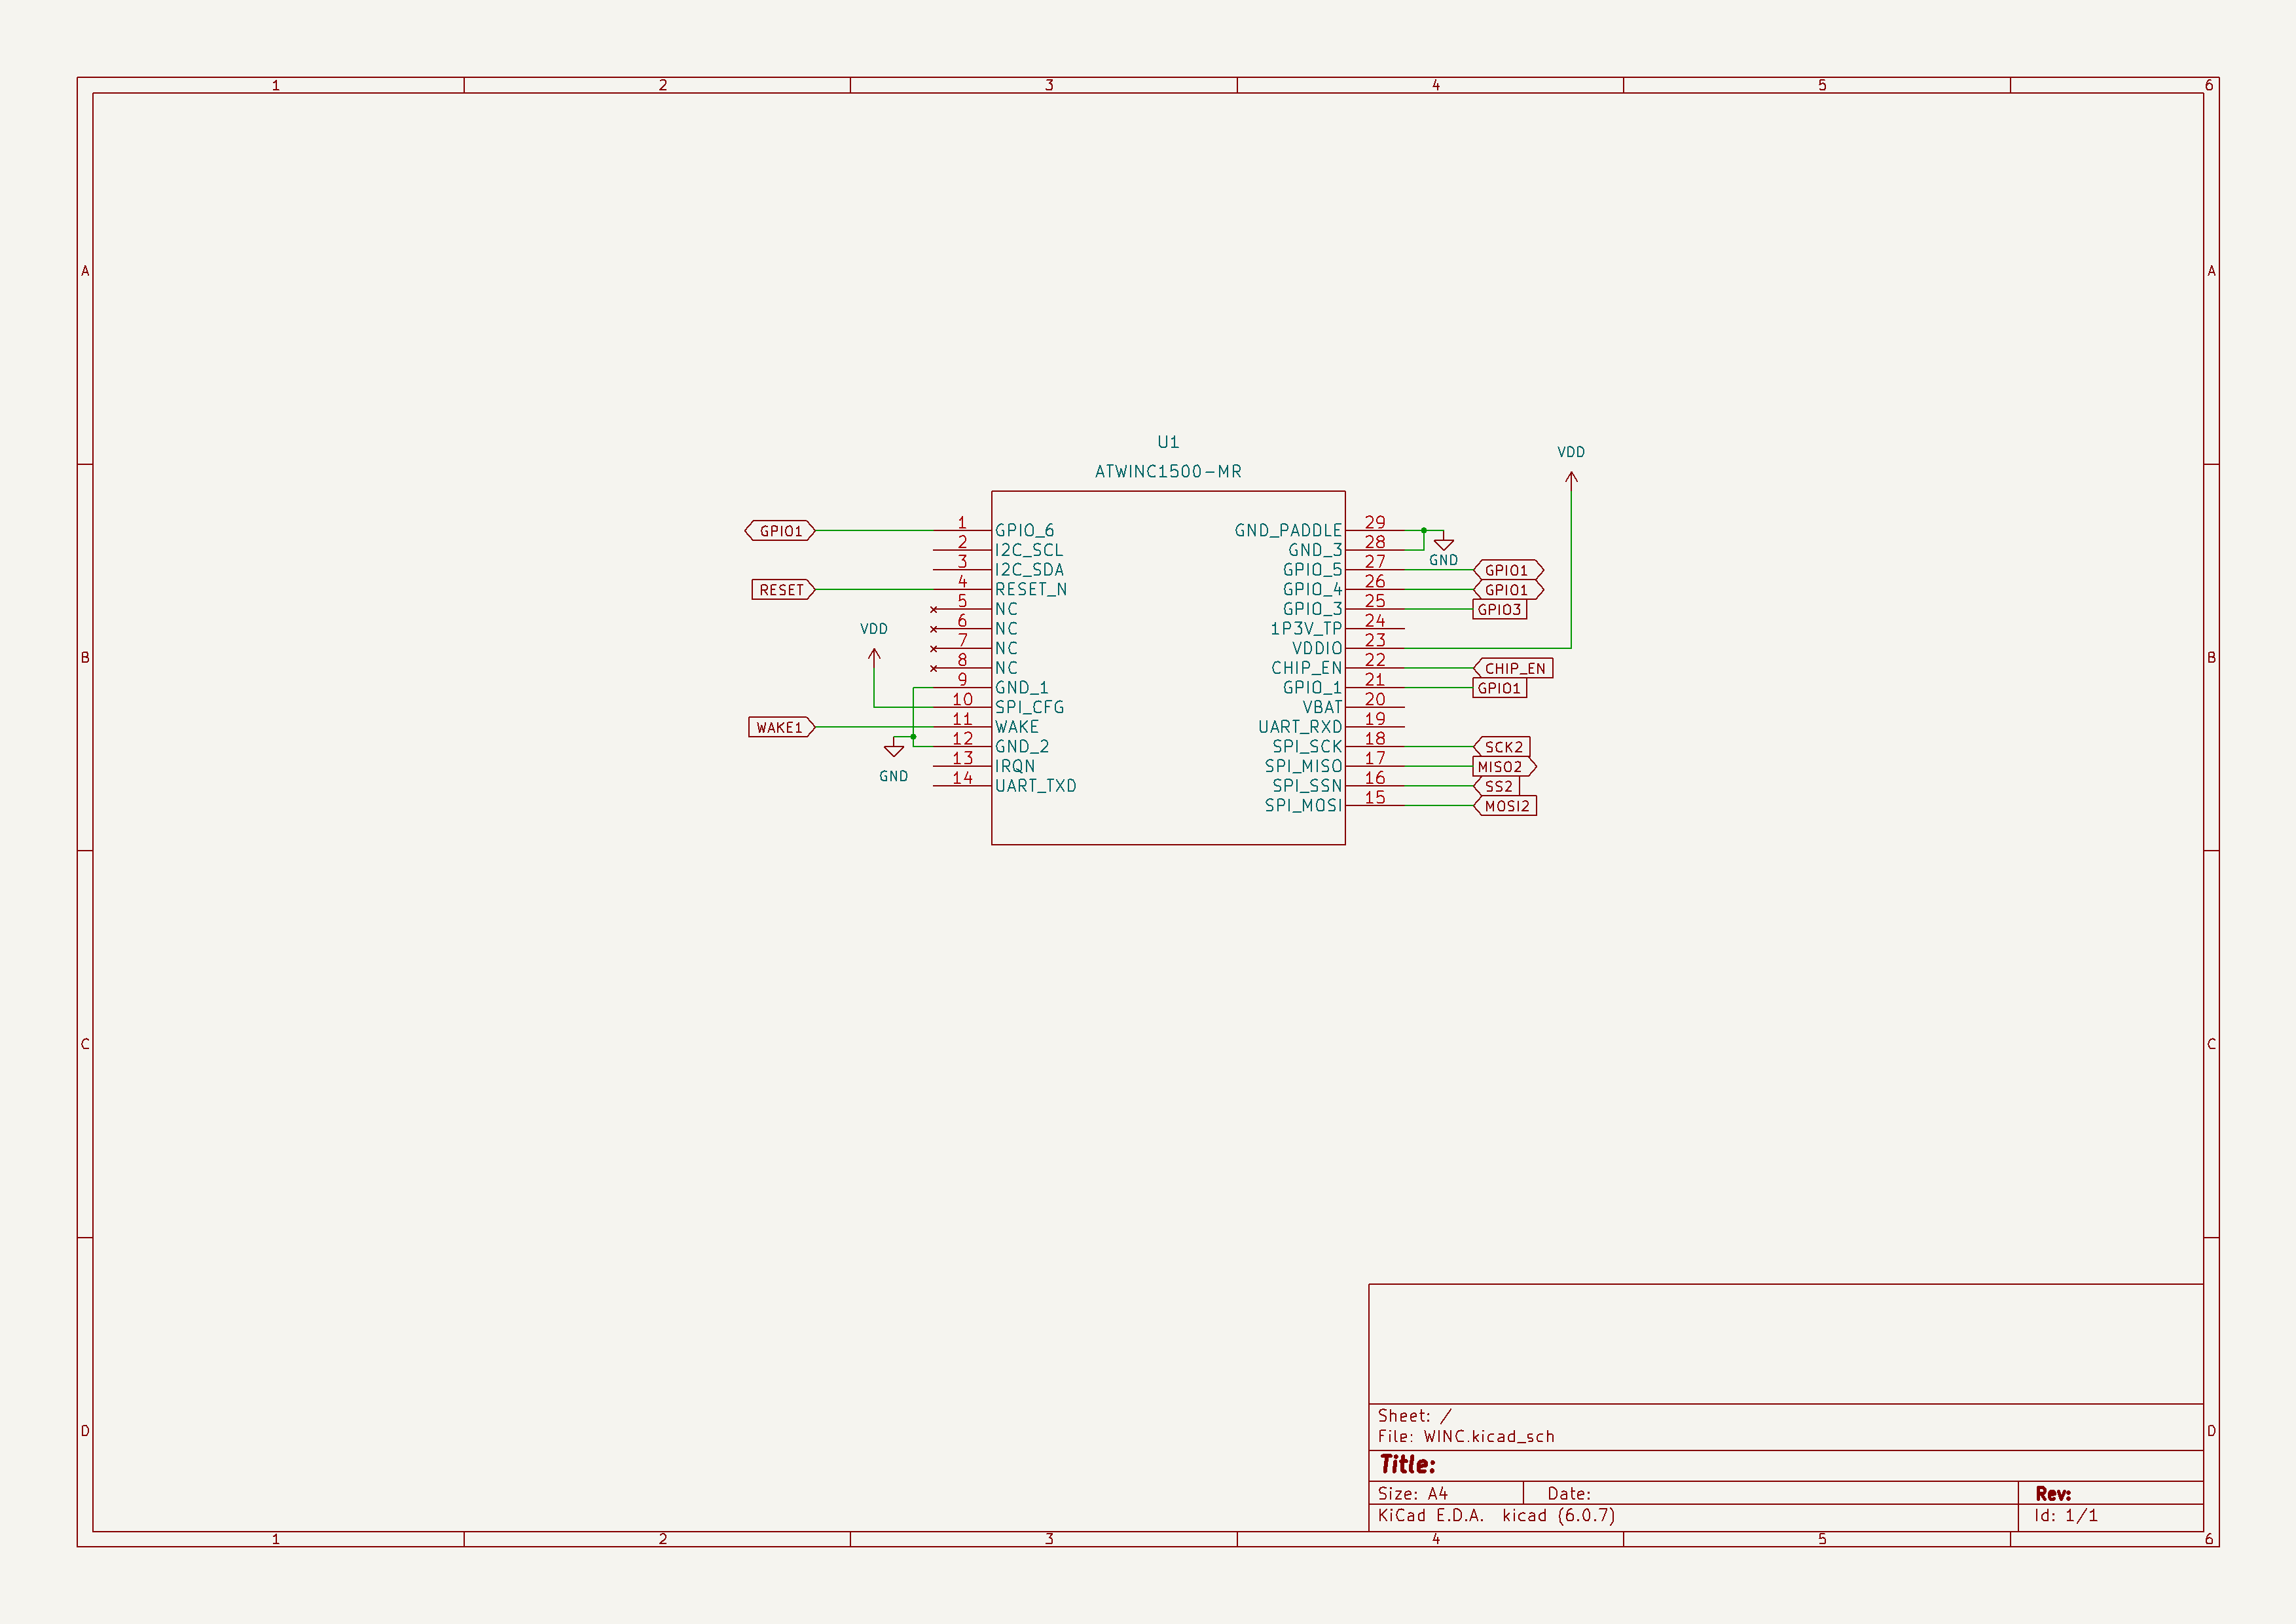 1 2 3 4 5 6
A A
B B
C C
D D
U1
ATWINC1500-MR
VDD
GPIO1 1 GPIO_6
2 I2C_SCL
3 I2C_SDA
RESET 4 RESET_N
5 NC
VDD 6 NC
7 NC
8 NC
9 GND_1
10 SPI_CFG
WAKE1 11 WAKE
12 GND_2
GND 13 IRQN
14 UART_TXD
GND_PADDLE 29
GND_3 28 GND
GPIO_5 27 GPIO1
GPIO_4 26 GPIO1
GPIO_3 25 GPIO3
1P3V_TP 24
VDDIO 23
CHIP_EN 22 CHIP_EN
GPIO_1 21 GPIO1
VBAT 20
UART_RXD 19
SPI_SCK 18 SCK2
SPI_MISO 17 MISO2
SPI_SSN 16 SS2
SPI_MOSI 15 MOSI2
Sheet: /
File: WINC.kicad_sch
Title:
Size: A4 Date: Rev:
KiCad E.D.A. kicad (6.0.7) Id: 1/1
1 2 3 4 5 6